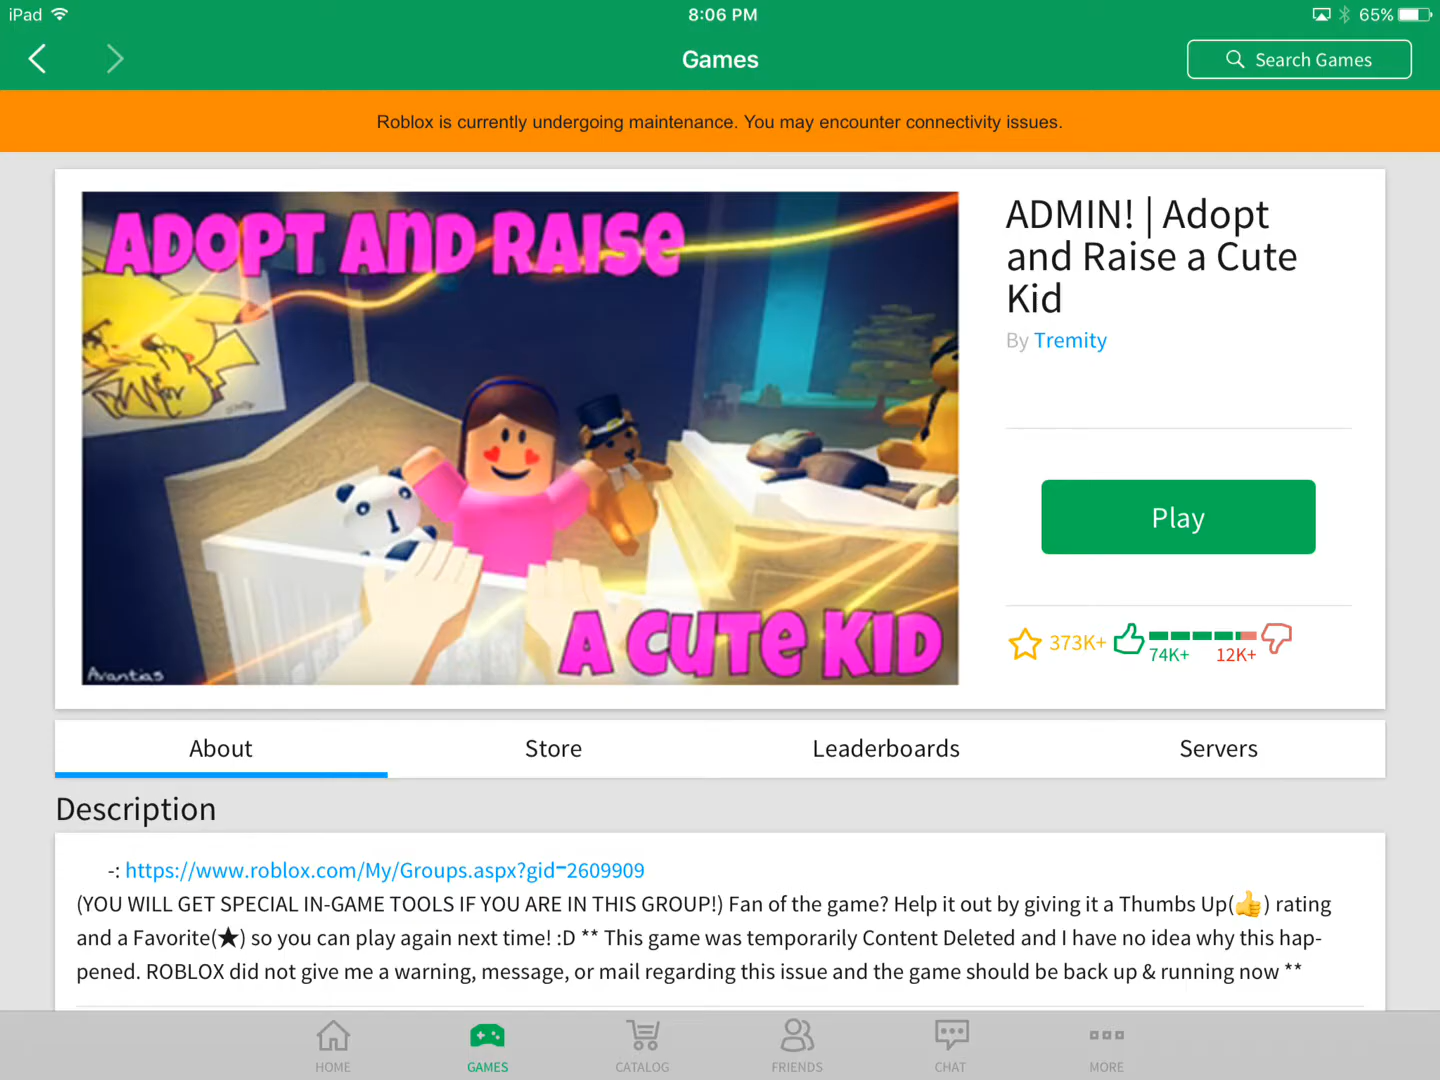 iPad
8:06 PM
65%
Games
Search Games
Roblox is currently undergoing maintenance. You may encounter connectivity issues.
ADOPT AND RAISE
A CUTE KID
Avantias
ADMIN! | Adopt
and Raise a Cute
Kid
By Tremity
Play
373K+
74K+
12K+
About
Store
Leaderboards
Servers
Description
-: https://www.roblox.com/My/Groups.aspx?gid=2609909
(YOU WILL GET SPECIAL IN-GAME TOOLS IF YOU ARE IN THIS GROUP!) Fan of the game? Help it out by giving it a Thumbs Up(👍) rating
and a Favorite(★) so you can play again next time! :D ** This game was temporarily Content Deleted and I have no idea why this hap-
pened. ROBLOX did not give me a warning, message, or mail regarding this issue and the game should be back up & running now **
HOME
GAMES
CATALOG
FRIENDS
CHAT
MORE